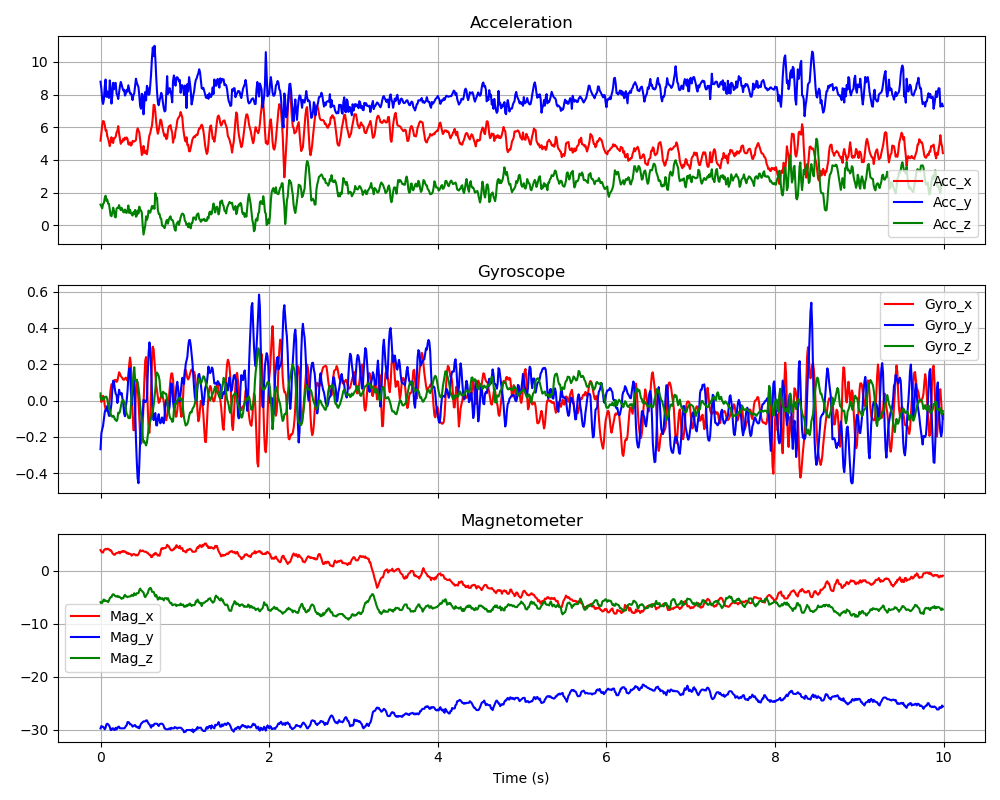 Acceleration
10
8
6
4
2
0
Acc_x
Acc_y
Acc_z
Gyroscope
0.6
0.4
0.2
0.0
−0.2
−0.4
Gyro_x
Gyro_y
Gyro_z
Magnetometer
0
−10
−20
−30
Mag_x
Mag_y
Mag_z
0 2 4 6 8 10
Time (s)